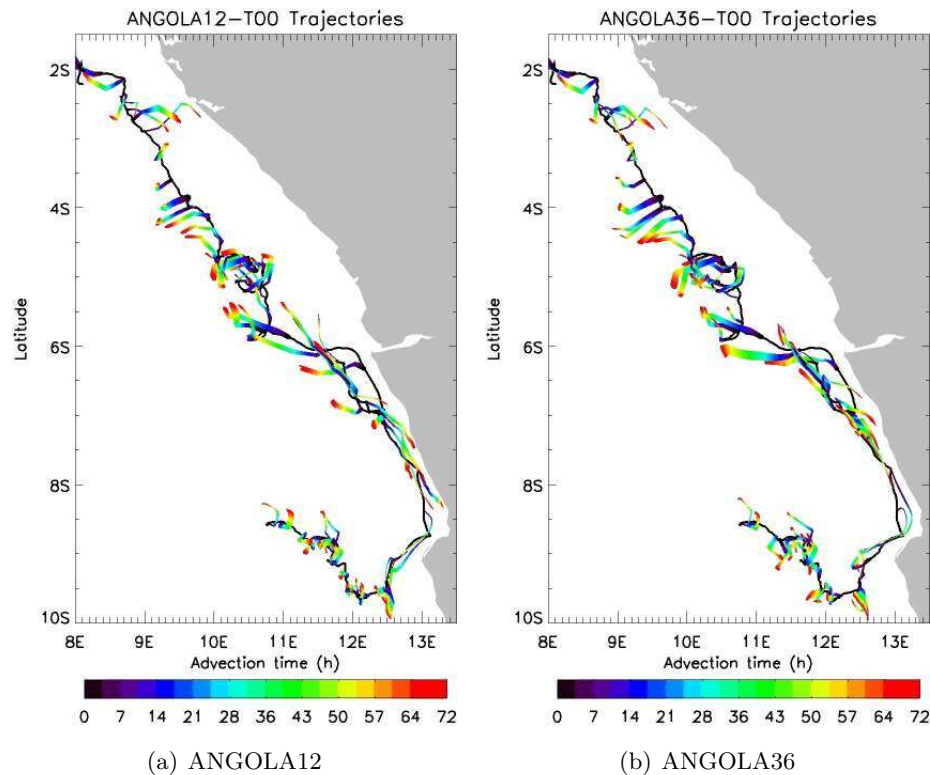 ANGOLA12-T00 Trajectories
2S
4S
6S
8S
10S
Latitude
8E 9E 10E 11E 12E 13E
Advection time (h)
0 7 14 21 28 36 43 50 57 64 72
(a) ANGOLA12
ANGOLA36-T00 Trajectories
2S
4S
6S
8S
10S
Latitude
8E 9E 10E 11E 12E 13E
Advection time (h)
0 7 14 21 28 36 43 50 57 64 72
(b) ANGOLA36